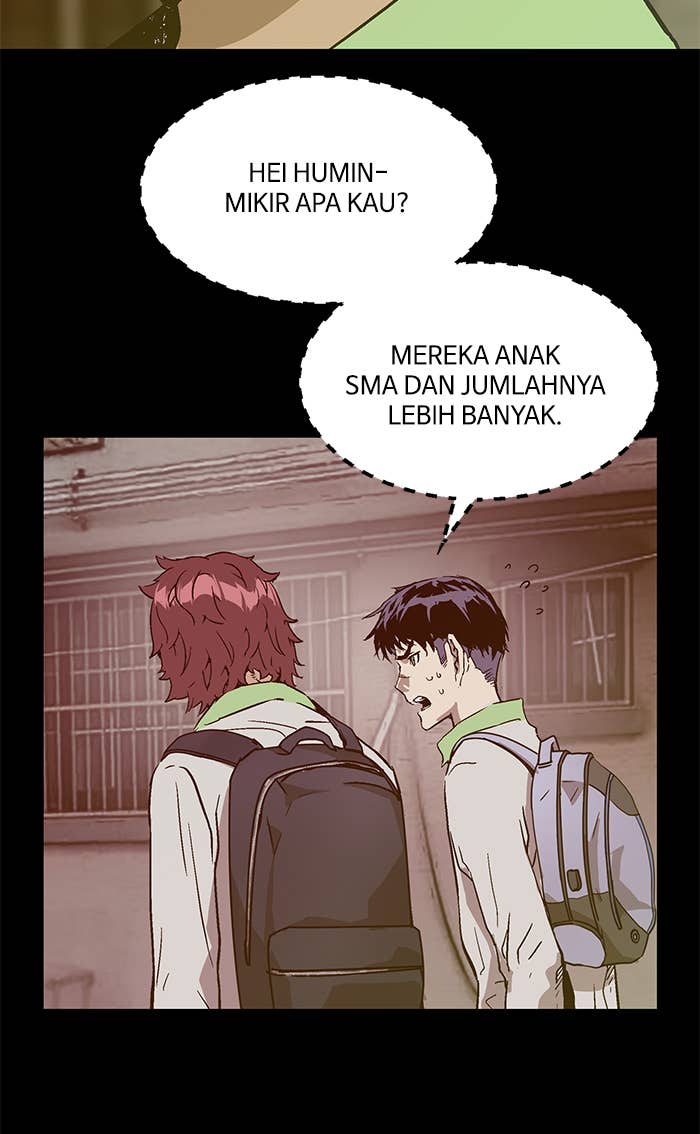 HEI HUMIN-
MIKIR APA KAU?
MEREKA ANAK
SMA DAN JUMLAHNYA
LEBIH BANYAK.